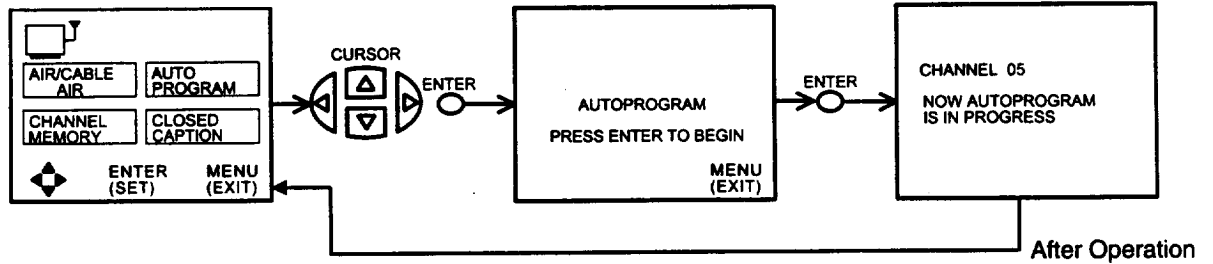 AIR/CABLE
AIR
AUTO
PROGRAM
CHANNEL
MEMORY
CLOSED
CAPTION
ENTER
(SET)
MENU
(EXIT)
CURSOR
ENTER
AUTOPROGRAM
PRESS ENTER TO BEGIN
MENU
(EXIT)
ENTER
CHANNEL 05
NOW AUTOPROGRAM
IS IN PROGRESS
After Operation